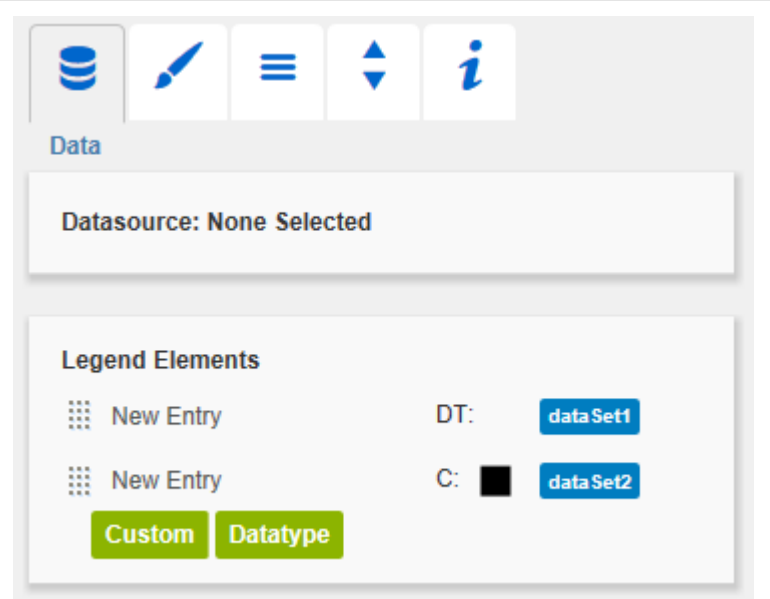 Data
Datasource: None Selected
Legend Elements
New Entry DT: dataSet1
New Entry C: dataSet2
Custom Datatype